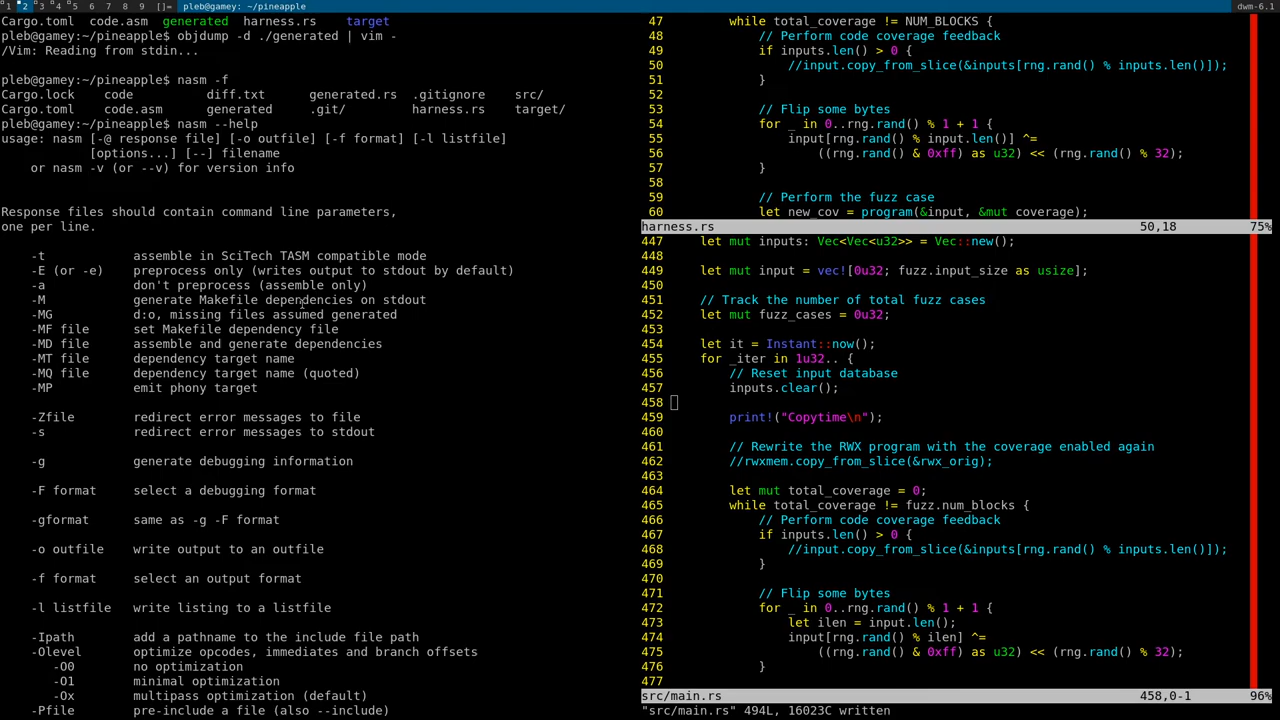 1 2 3 4 5 6 7 8 9 []= pleb@gamey: ~/pineapple dwm-6.1
Cargo.toml  code.asm  generated  harness.rs  target
pleb@gamey:~/pineapple$ objdump -d ./generated | vim -
/Vim: Reading from stdin...
pleb@gamey:~/pineapple$ nasm -f
Cargo.lock     code          diff.txt      generated.rs  .gitignore    src/
Cargo.toml     code.asm      generated     .git/         harness.rs    target/
pleb@gamey:~/pineapple$ nasm --help
usage: nasm [-@ response file] [-o outfile] [-f format] [-l listfile]
            [options...] [--] filename
    or nasm -v (or --v) for version info
Response files should contain command line parameters,
one per line.
    -t            assemble in SciTech TASM compatible mode
    -E (or -e)    preprocess only (writes output to stdout by default)
    -a            don't preprocess (assemble only)
    -M            generate Makefile dependencies on stdout
    -MG           d:o, missing files assumed generated
    -MF file      set Makefile dependency file
    -MD file      assemble and generate dependencies
    -MT file      dependency target name
    -MQ file      dependency target name (quoted)
    -MP           emit phony target
    -Zfile        redirect error messages to file
    -s            redirect error messages to stdout
    -g            generate debugging information
    -F format     select a debugging format
    -gformat      same as -g -F format
    -o outfile    write output to an outfile
    -f format     select an output format
    -l listfile   write listing to a listfile
    -Ipath        add a pathname to the include file path
    -Olevel       optimize opcodes, immediates and branch offsets
       -O0        no optimization
       -O1        minimal optimization
       -Ox        multipass optimization (default)
    -Pfile        pre-include a file (also --include)
47         while total_coverage != NUM_BLOCKS {
48             // Perform code coverage feedback
49             if inputs.len() > 0 {
50                 //input.copy_from_slice(&inputs[rng.rand() % inputs.len()]);
51             }
52
53             // Flip some bytes
54             for _ in 0..rng.rand() % 1 + 1 {
55                 input[rng.rand() % input.len()] ^=
56                     ((rng.rand() & 0xff) as u32) << (rng.rand() % 32);
57             }
58
59             // Perform the fuzz case
60             let new_cov = program(&input, &mut coverage);
harness.rs 50,18 75%
447     let mut inputs: Vec<Vec<u32>> = Vec::new();
448
449     let mut input = vec![0u32; fuzz.input_size as usize];
450
451     // Track the number of total fuzz cases
452     let mut fuzz_cases = 0u32;
453
454     let it = Instant::now();
455     for _iter in 1u32.. {
456         // Reset input database
457         inputs.clear();
458
459         print!("Copytime\n");
460
461         // Rewrite the RWX program with the coverage enabled again
462         //rwxmem.copy_from_slice(&rwx_orig);
463
464         let mut total_coverage = 0;
465         while total_coverage != fuzz.num_blocks {
466             // Perform code coverage feedback
467             if inputs.len() > 0 {
468                 //input.copy_from_slice(&inputs[rng.rand() % inputs.len()]);
469             }
470
471             // Flip some bytes
472             for _ in 0..rng.rand() % 1 + 1 {
473                 let ilen = input.len();
474                 input[rng.rand() % ilen] ^=
475                     ((rng.rand() & 0xff) as u32) << (rng.rand() % 32);
476             }
477
src/main.rs 458,0-1 96%
"src/main.rs" 494L, 16023C written